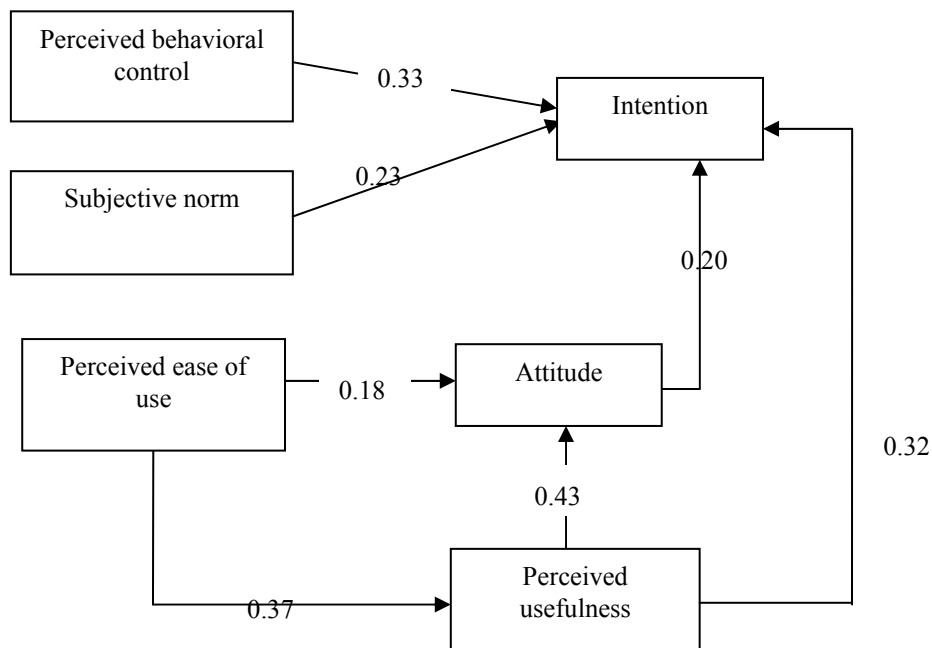 Perceived behavioral
control
0.33
Intention
Subjective norm
0.23
0.20
Perceived ease of
use
0.18
Attitude
0.32
0.43
Perceived
usefulness
0.37